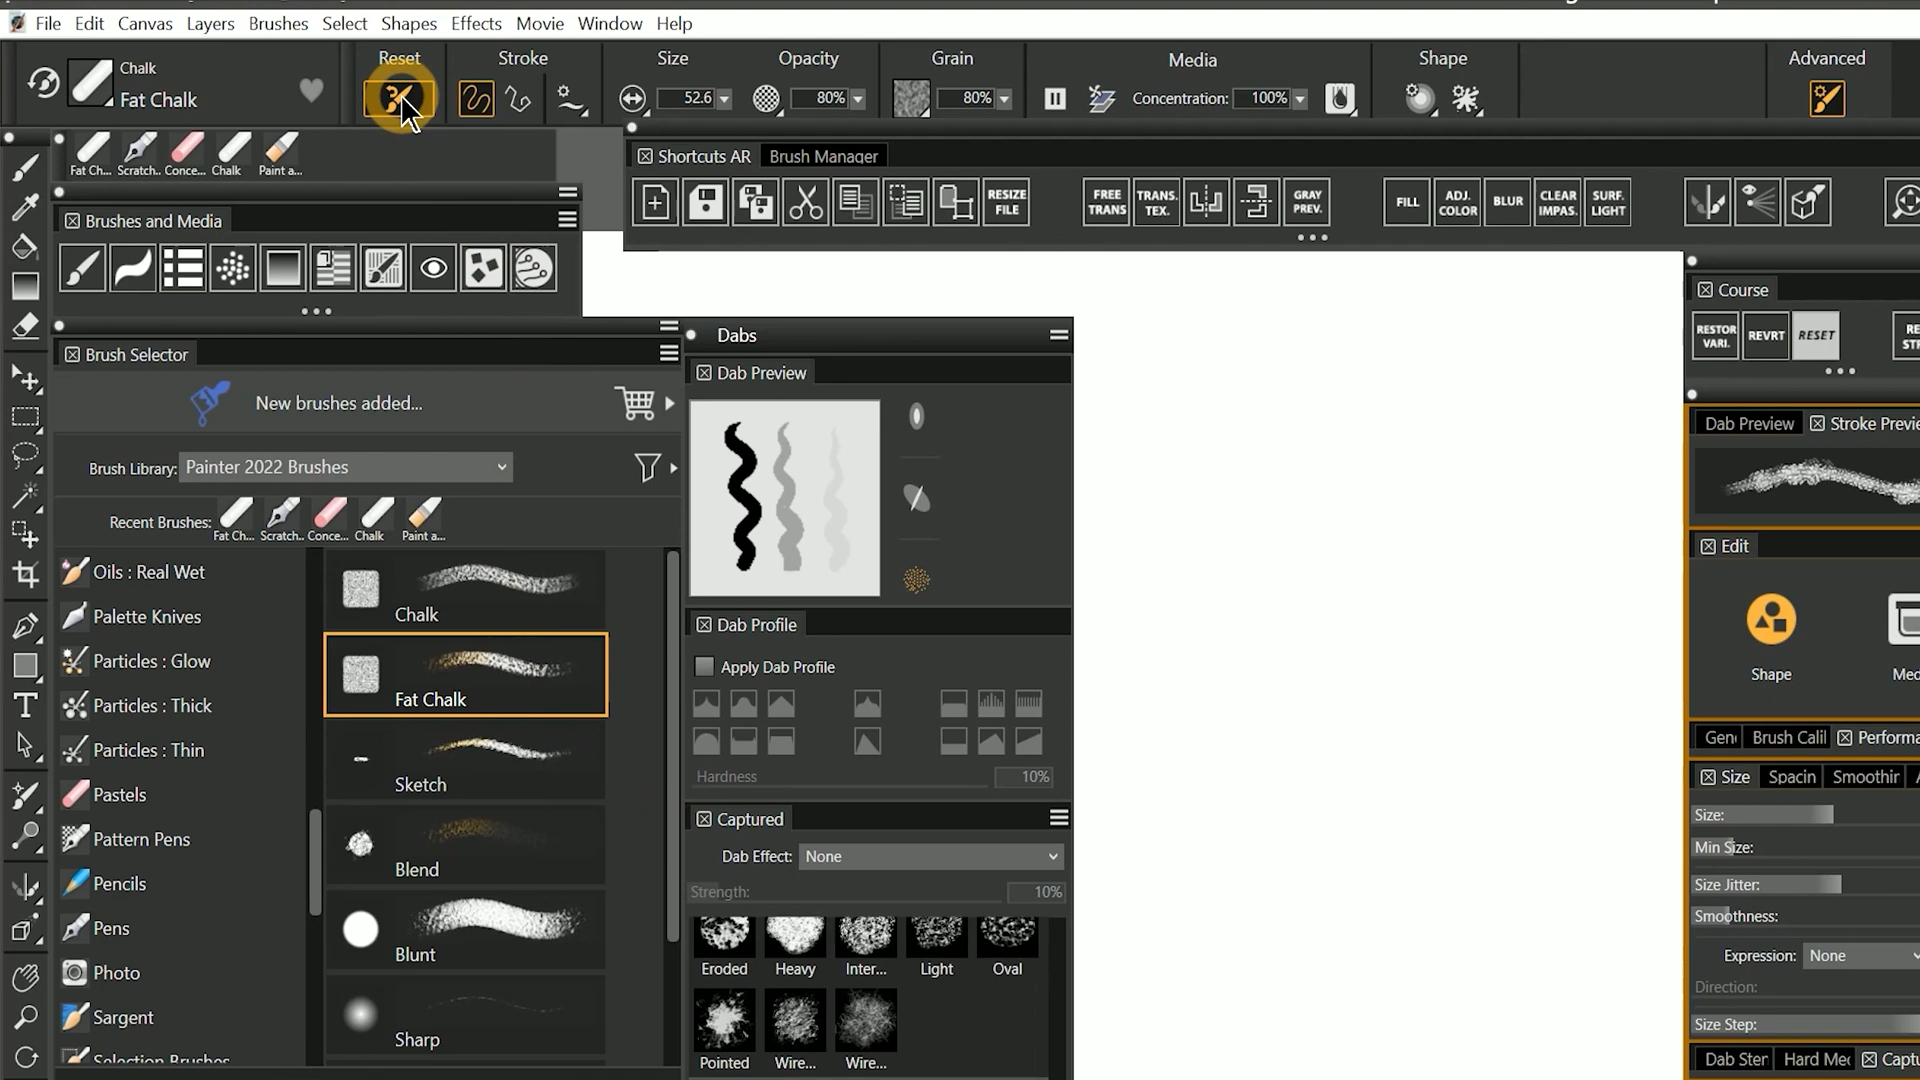 File Edit Canvas Layers Brushes Select Shapes Effects Movie Window Help
Chalk
Fat Chalk
Reset
Stroke
Size
52.6
Opacity
80%
Grain
80%
Media
Concentration: 100%
Shape
Advanced
Fat Ch... Scratch.. Conce... Chalk Paint a...
Shortcuts AR Brush Manager
RESIZE FILE
FREE TRANS
TRANS. TEX.
GRAY PREV.
FILL
ADJ. COLOR
BLUR
CLEAR IMPAS.
SURF. LIGHT
Brushes and Media
Brush Selector
New brushes added...
Brush Library: Painter 2022 Brushes
Recent Brushes: Fat Ch... Scratch.. Conce... Chalk Paint a...
Oils : Real Wet
Palette Knives
Particles : Glow
Particles : Thick
Particles : Thin
Pastels
Pattern Pens
Pencils
Pens
Photo
Sargent
Selection Brushes
Chalk
Fat Chalk
Sketch
Blend
Blunt
Sharp
Dabs
Dab Preview
Dab Profile
Apply Dab Profile
Hardness 10%
Captured
Dab Effect: None
Strength: 10%
Eroded Heavy Inter... Light Oval
Pointed Wire... Wire...
Course
RESTOR VARI.
REVRT
RESET
Dab Preview Stroke Previe
Edit
Shape
Med
Gene Brush Calil Performa
Size Spacin Smoothir
Size:
Min Size:
Size Jitter:
Smoothness:
Expression: None
Direction:
Size Step:
Dab Sten Hard Med Captu